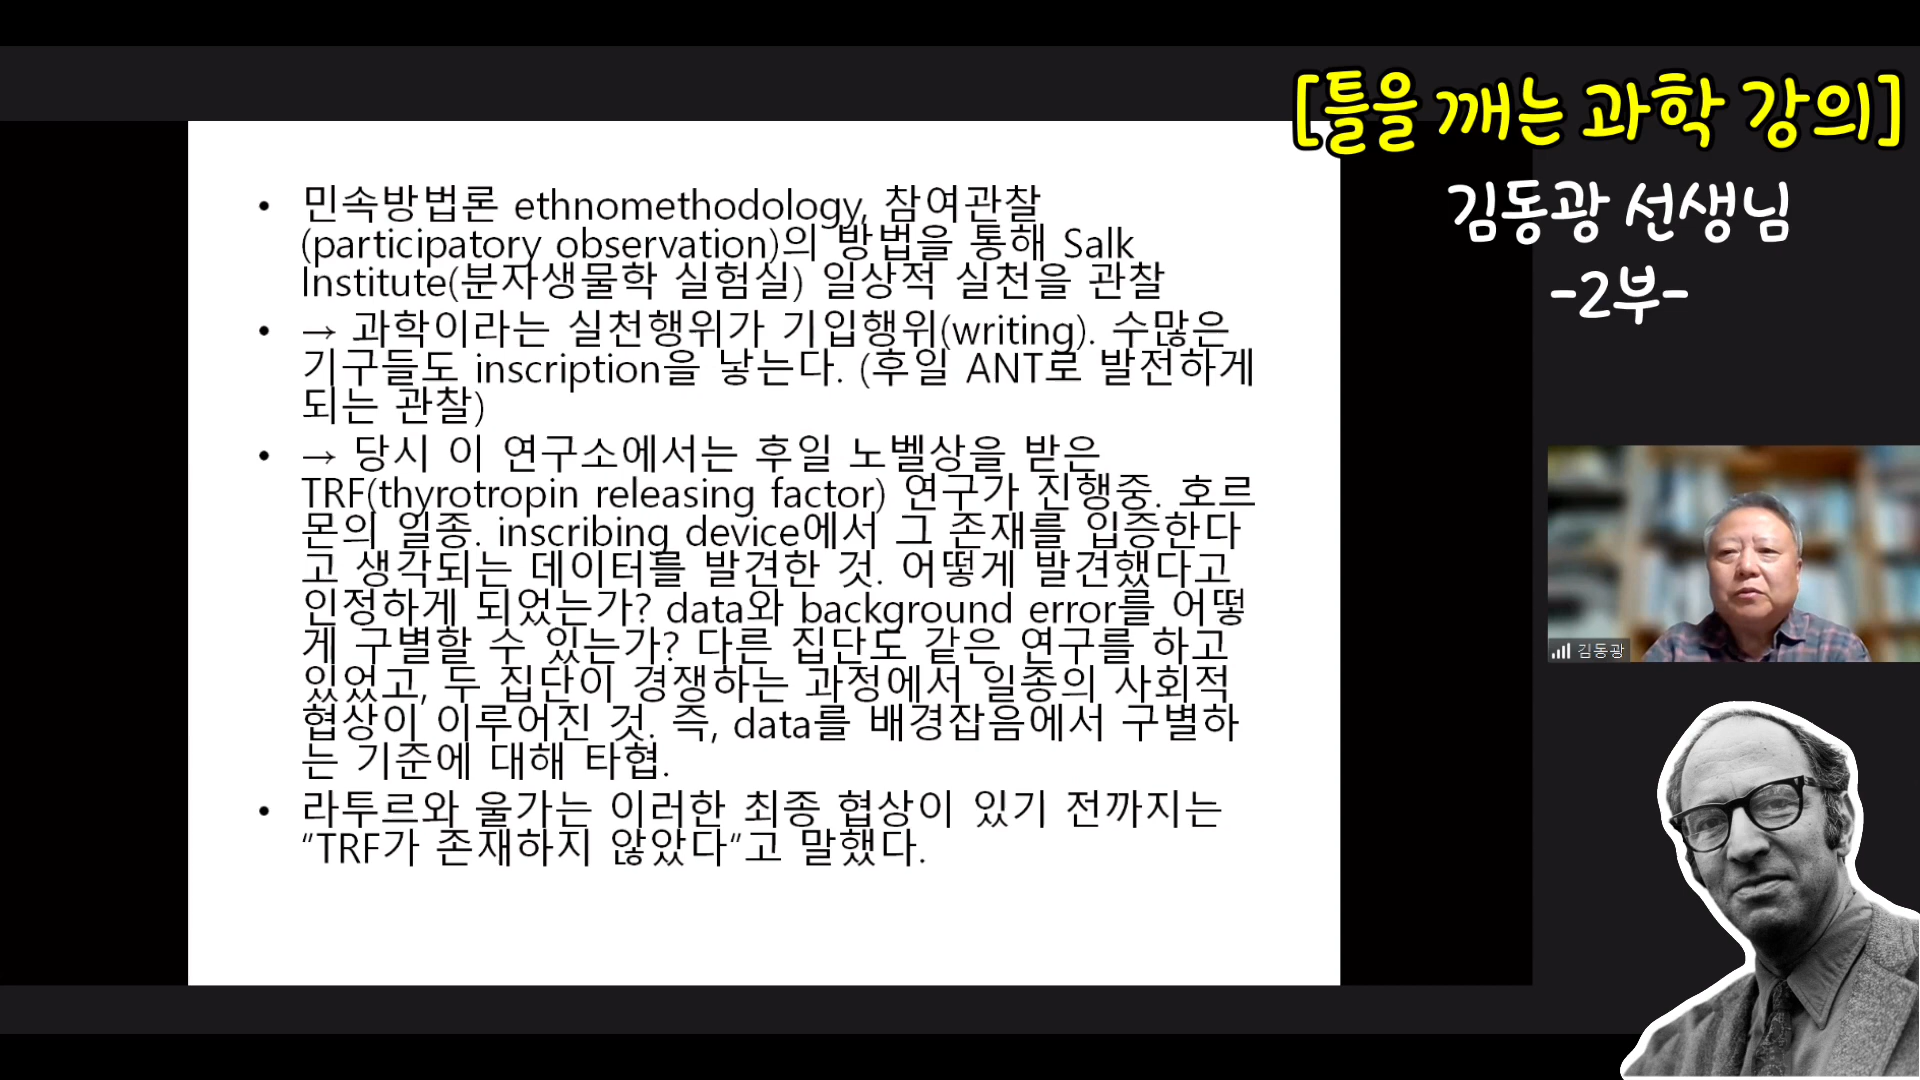 [틀을 깨는 과학 강의]
김동광 선생님
-2부-
• 민속방법론 ethnomethodology, 참여관찰
(participatory observation)의 방법을 통해 Salk
Institute(분자생물학 실험실) 일상적 실천을 관찰
• → 과학이라는 실천행위가 기입행위(writing). 수많은
기구들도 inscription을 낳는다. (후일 ANT로 발전하게
되는 관찰)
• → 당시 이 연구소에서는 후일 노벨상을 받은
TRF(thyrotropin releasing factor) 연구가 진행중. 호르
몬의 일종. inscribing device에서 그 존재를 입증한다
고 생각되는 데이터를 발견한 것. 어떻게 발견했다고
인정하게 되었는가? data와 background error를 어떻
게 구별할 수 있는가? 다른 집단도 같은 연구를 하고
있었고, 두 집단이 경쟁하는 과정에서 일종의 사회적
협상이 이루어진 것. 즉, data를 배경잡음에서 구별하
는 기준에 대해 타협.
• 라투르와 울가는 이러한 최종 협상이 있기 전까지는
“TRF가 존재하지 않았다“고 말했다.
김동광